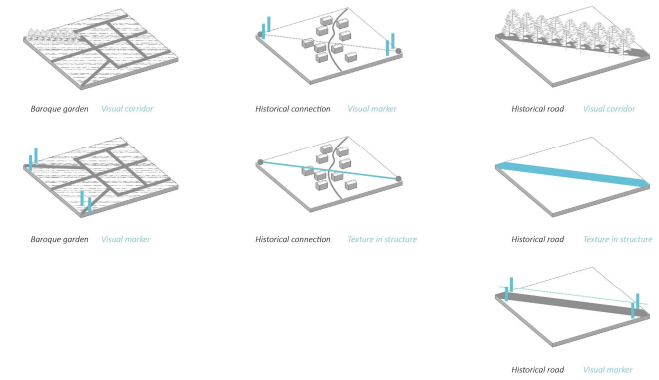 Baroque garden Visual corridor
Historical connection Visual marker
Historical road Visual corridor
Baroque garden Visual marker
Historical connection Texture in structure
Historical road Texture in structure
Historical road Visual marker